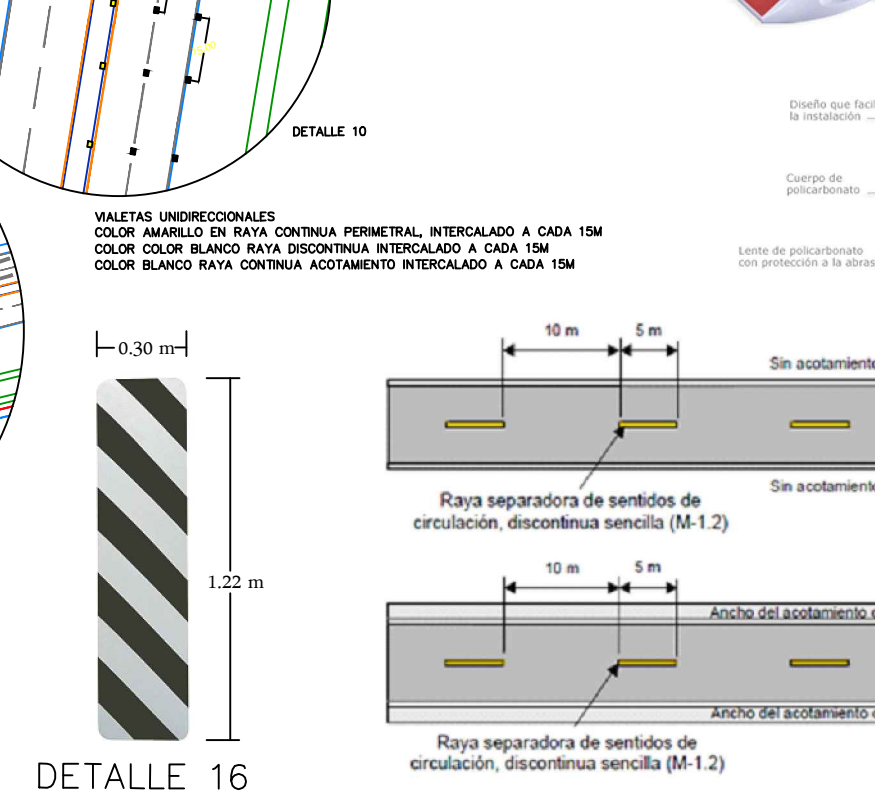 15.00
DETALLE 10
Diseño que facil
la instalación
Cuerpo de
policarbonato
Lente de policarbonato
con protección a la abras
VIALETAS UNIDIRECCIONALES
COLOR AMARILLO EN RAYA CONTINUA PERIMETRAL, INTERCALADO A CADA 15M
COLOR COLOR BLANCO RAYA DISCONTINUA INTERCALADO A CADA 15M
COLOR BLANCO RAYA CONTINUA ACOTAMIENTO INTERCALADO A CADA 15M
0.30 m
1.22 m
DETALLE 16
10 m 5 m
Sin acotamiento
Sin acotamiento
Raya separadora de sentidos de
circulación, discontinua sencilla (M-1.2)
10 m 5 m
Ancho del acotamiento
Ancho del acotamiento
Raya separadora de sentidos de
circulación, discontinua sencilla (M-1.2)